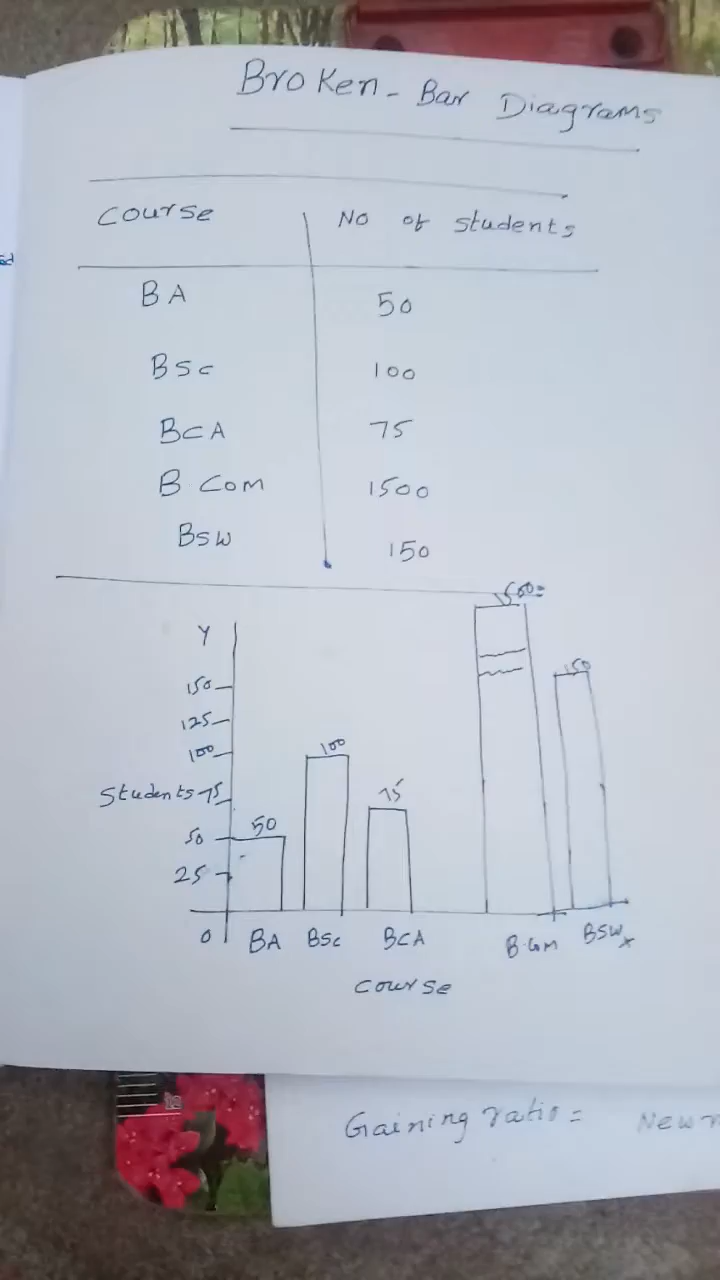 Broken - Bar Diagrams
Course No of students
BA 50
BSc 100
BCA 75
B Com 1500
BSW 150
1500
Y
150
150
125
100
100
Students 75
75
50
50
25
0 BA BSc BCA B.Com BSW x
Course
Gaining ratio = New